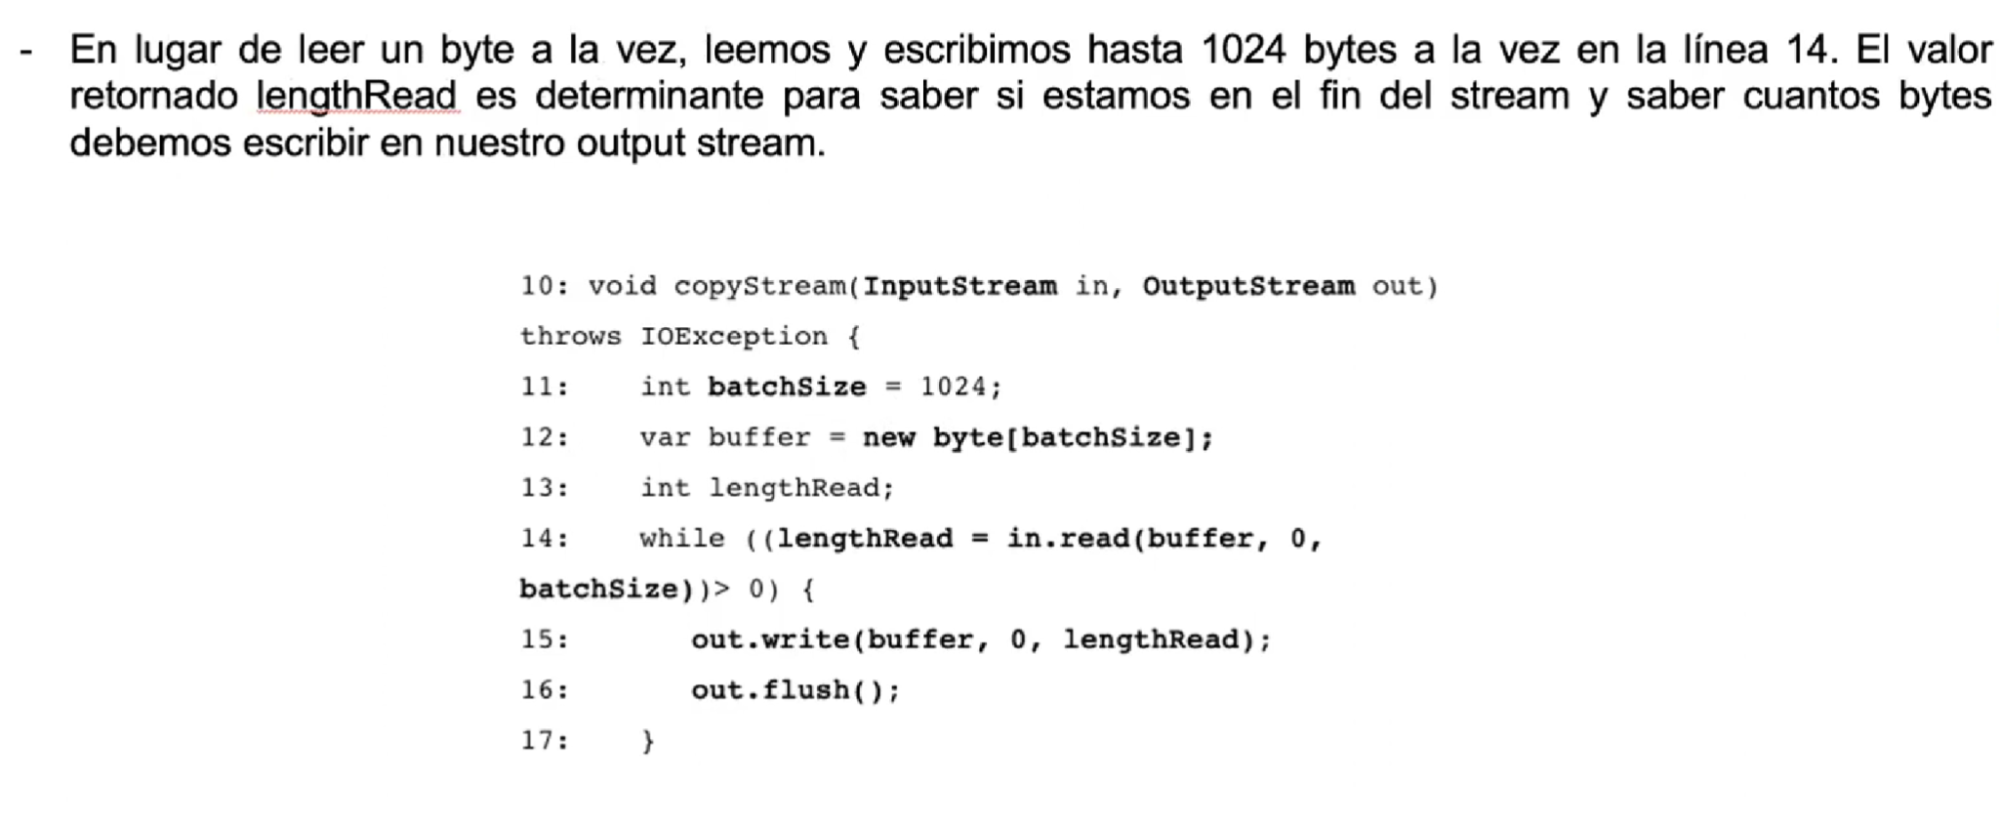 - En lugar de leer un byte a la vez, leemos y escribimos hasta 1024 bytes a la vez en la línea 14. El valor
retornado lengthRead es determinante para saber si estamos en el fin del stream y saber cuantos bytes
debemos escribir en nuestro output stream.
10: void copyStream(InputStream in, OutputStream out)
throws IOException {
11:    int batchSize = 1024;
12:    var buffer = new byte[batchSize];
13:    int lengthRead;
14:    while ((lengthRead = in.read(buffer, 0,
batchSize))> 0) {
15:       out.write(buffer, 0, lengthRead);
16:       out.flush();
17:    }